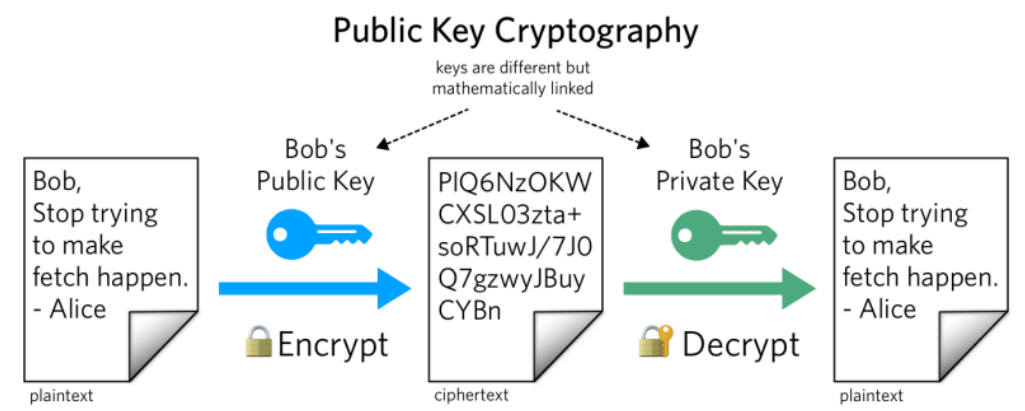 Public Key Cryptography
keys are different but
mathematically linked
Bob,
Stop trying
to make
fetch happen.
- Alice
plaintext
Bob's
Public Key
Encrypt
PlQ6NzOKW
CXSL03zta+
soRTuwJ/7J0
Q7gzwyJBuy
CYBn
ciphertext
Bob's
Private Key
Decrypt
Bob,
Stop trying
to make
fetch happen.
- Alice
plaintext